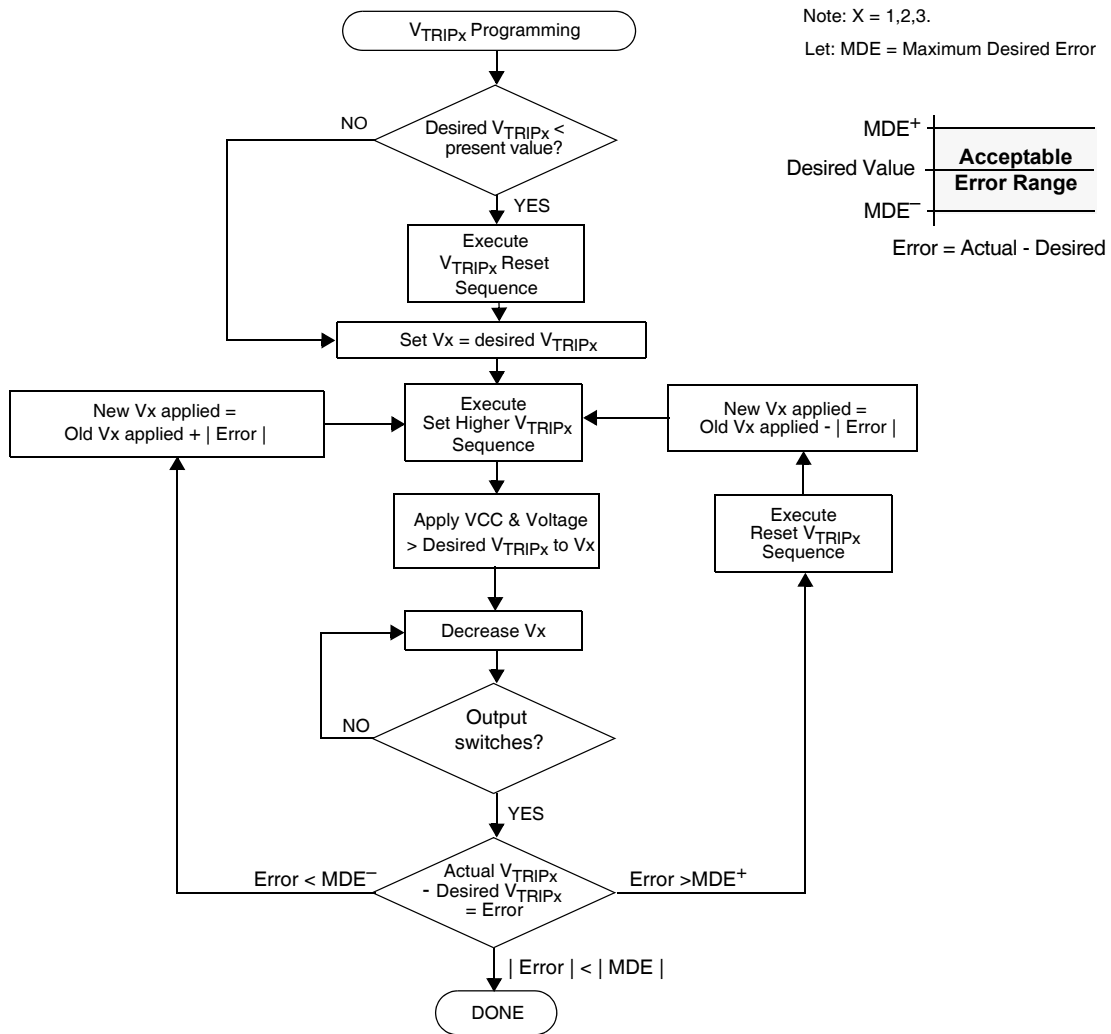 V_TRIPx Programming
Note: X = 1,2,3.
Let: MDE = Maximum Desired Error
NO
Desired V_TRIPx <
present value?
YES
MDE+
Desired Value
MDE–
Acceptable
Error Range
Error = Actual - Desired
Execute
V_TRIPx Reset
Sequence
Set Vx = desired V_TRIPx
New Vx applied =
Old Vx applied + | Error |
Execute
Set Higher V_TRIPx
Sequence
New Vx applied =
Old Vx applied - | Error |
Apply VCC & Voltage
> Desired V_TRIPx to Vx
Execute
Reset V_TRIPx
Sequence
Decrease Vx
NO
Output
switches?
YES
Error < MDE–
Actual V_TRIPx
- Desired V_TRIPx
= Error
Error >MDE+
| Error | < | MDE |
DONE